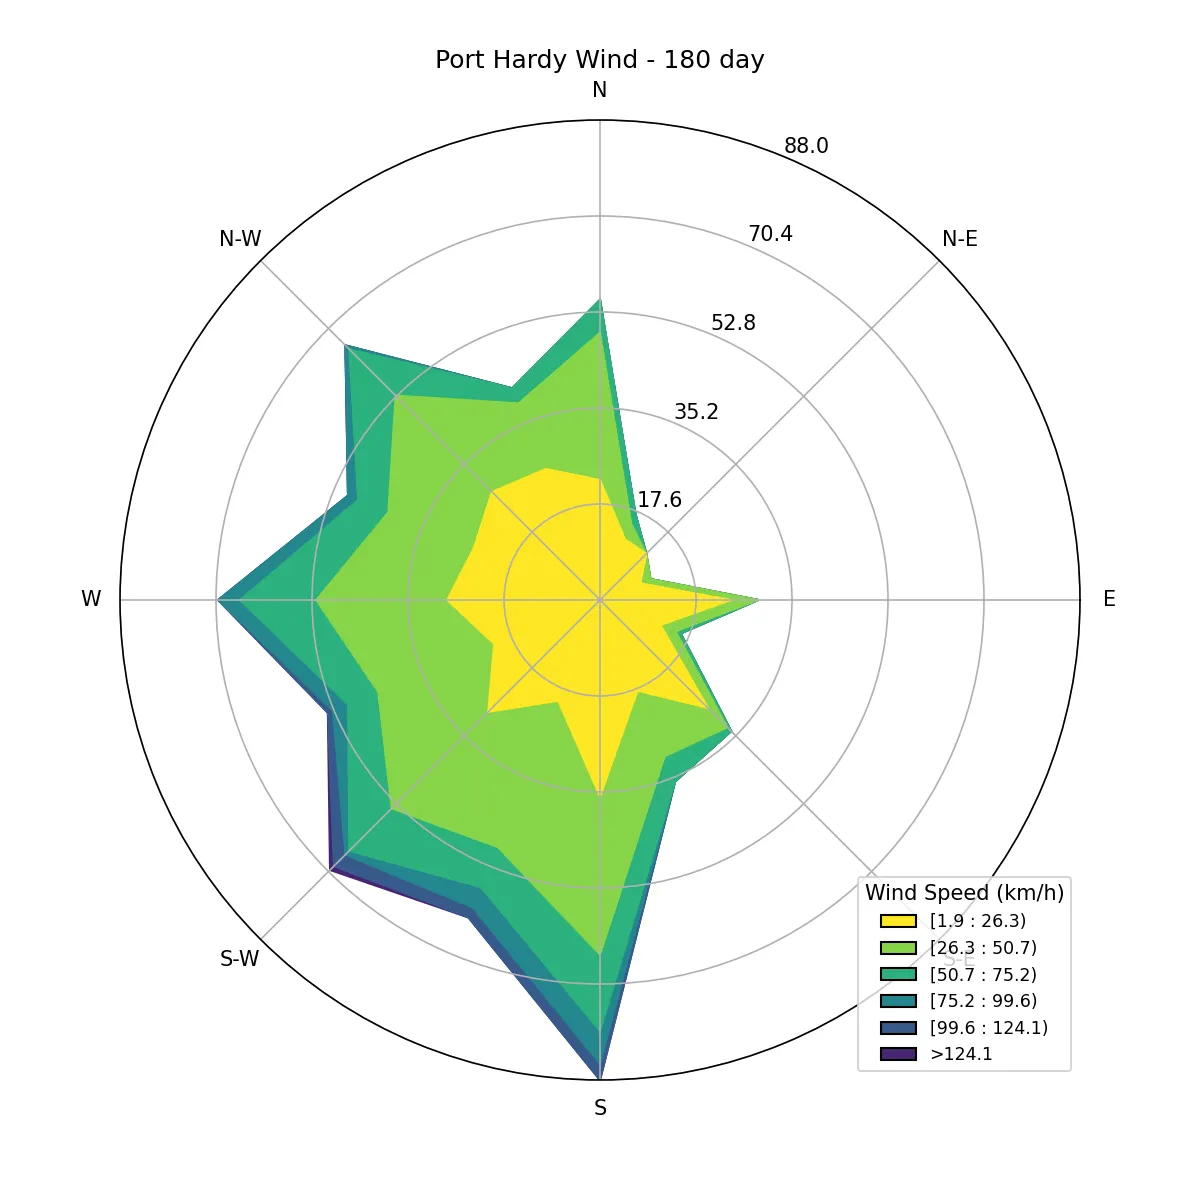 Port Hardy Wind - 180 day
N
88.0
70.4
N-W
N-E
52.8
35.2
17.6
W
E
S-W
S-E
Wind Speed (km/h)
[1.9 : 26.3)
[26.3 : 50.7)
[50.7 : 75.2)
[75.2 : 99.6)
[99.6 : 124.1)
>124.1
S